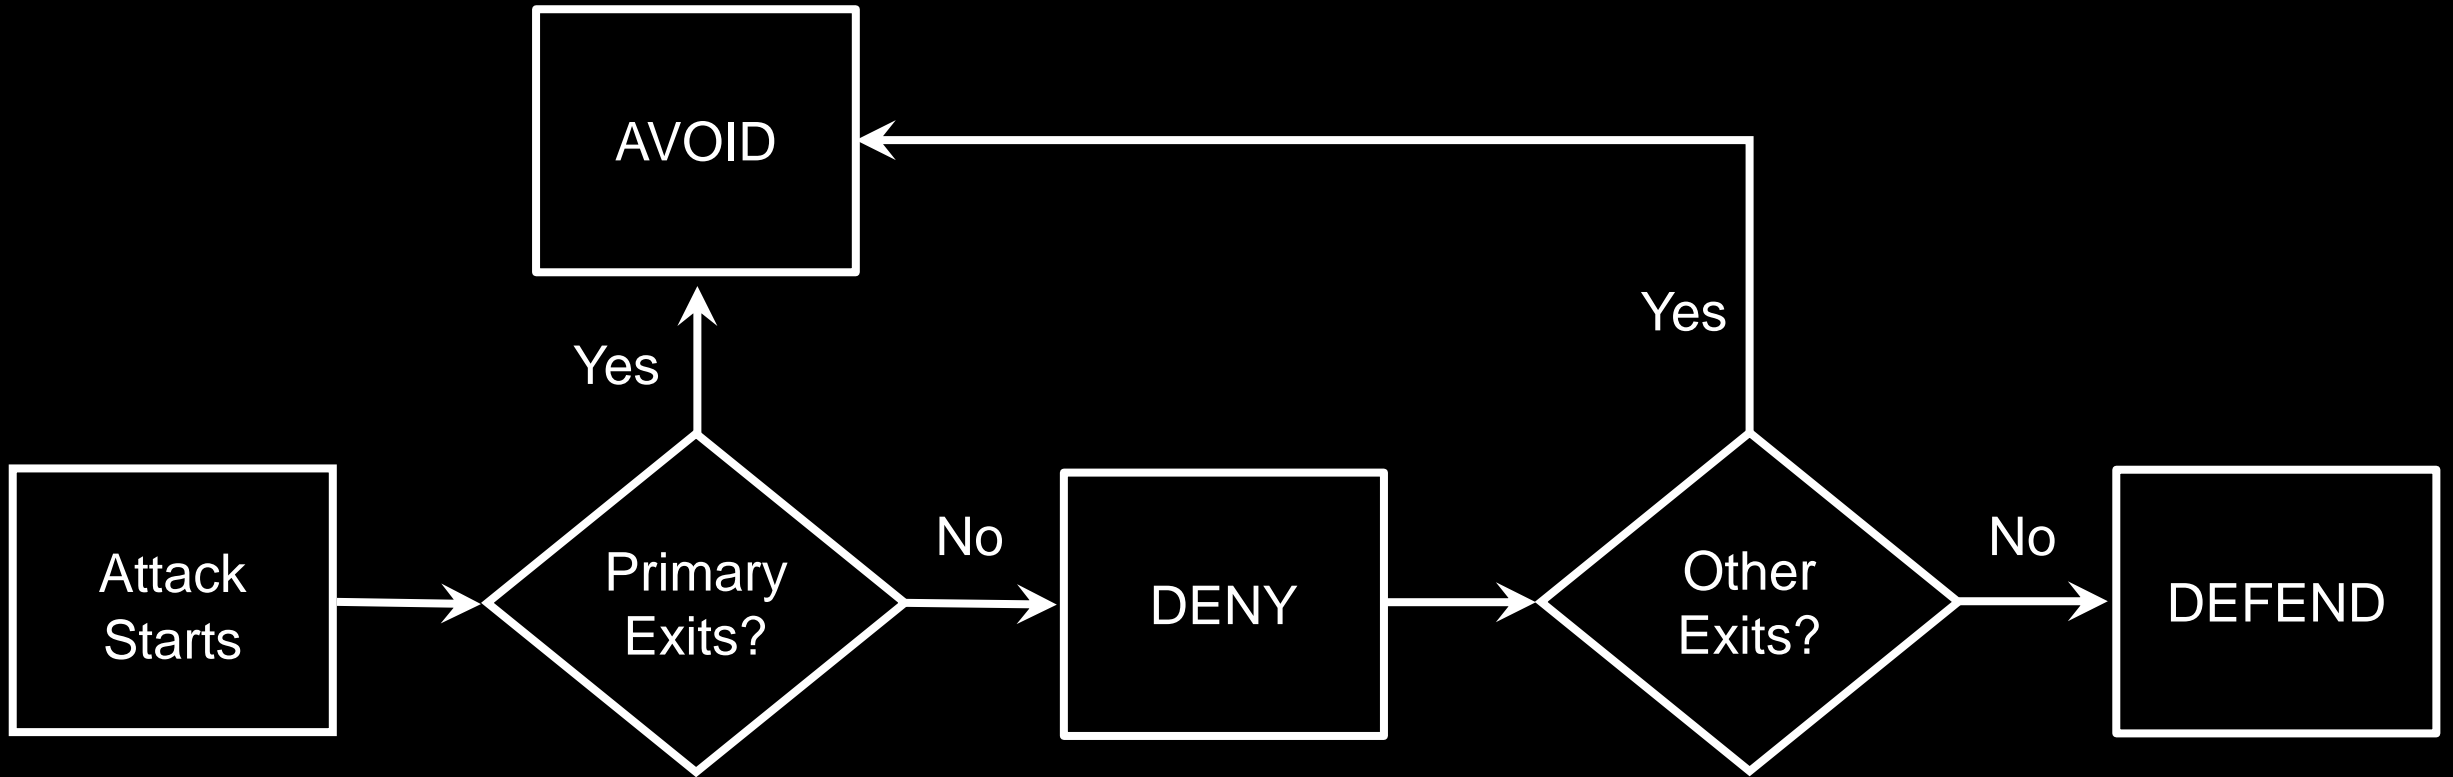 AVOID
Yes
Yes
Attack
Starts
Primary
Exits?
No
DENY
Other
Exits?
No
DEFEND